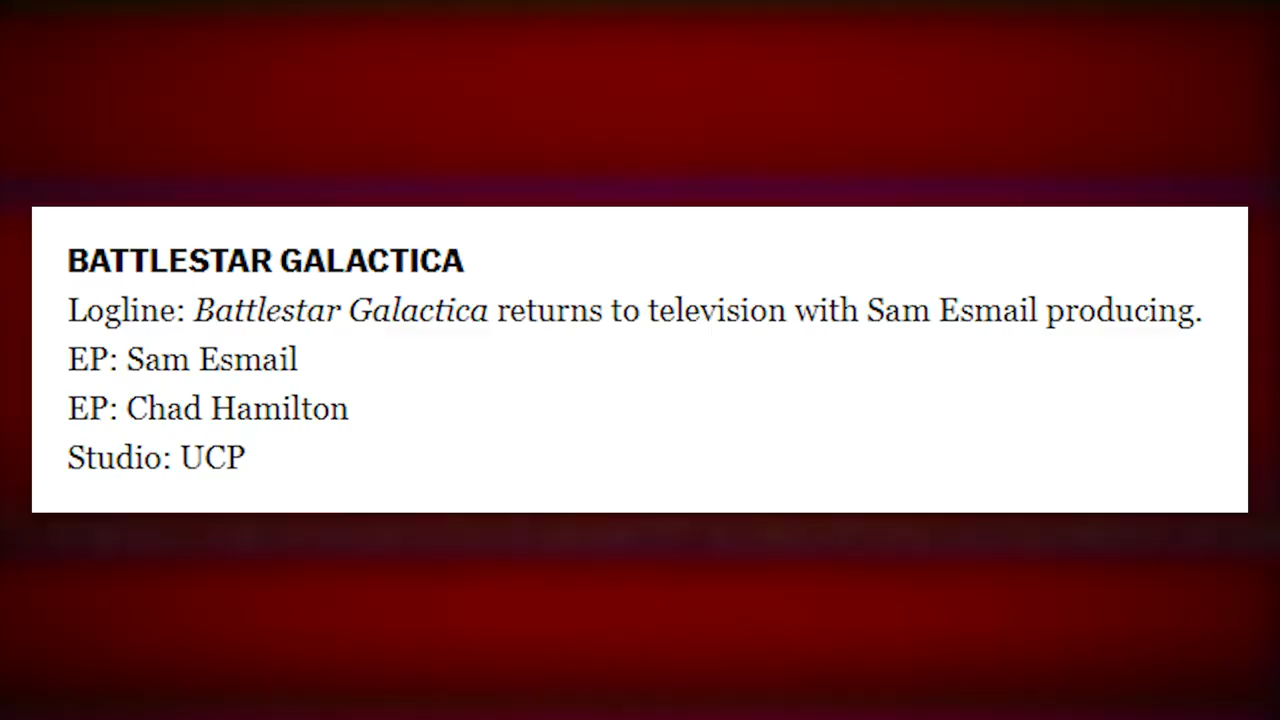 BATTLESTAR GALACTICA
Logline: Battlestar Galactica returns to television with Sam Esmail producing.
EP: Sam Esmail
EP: Chad Hamilton
Studio: UCP